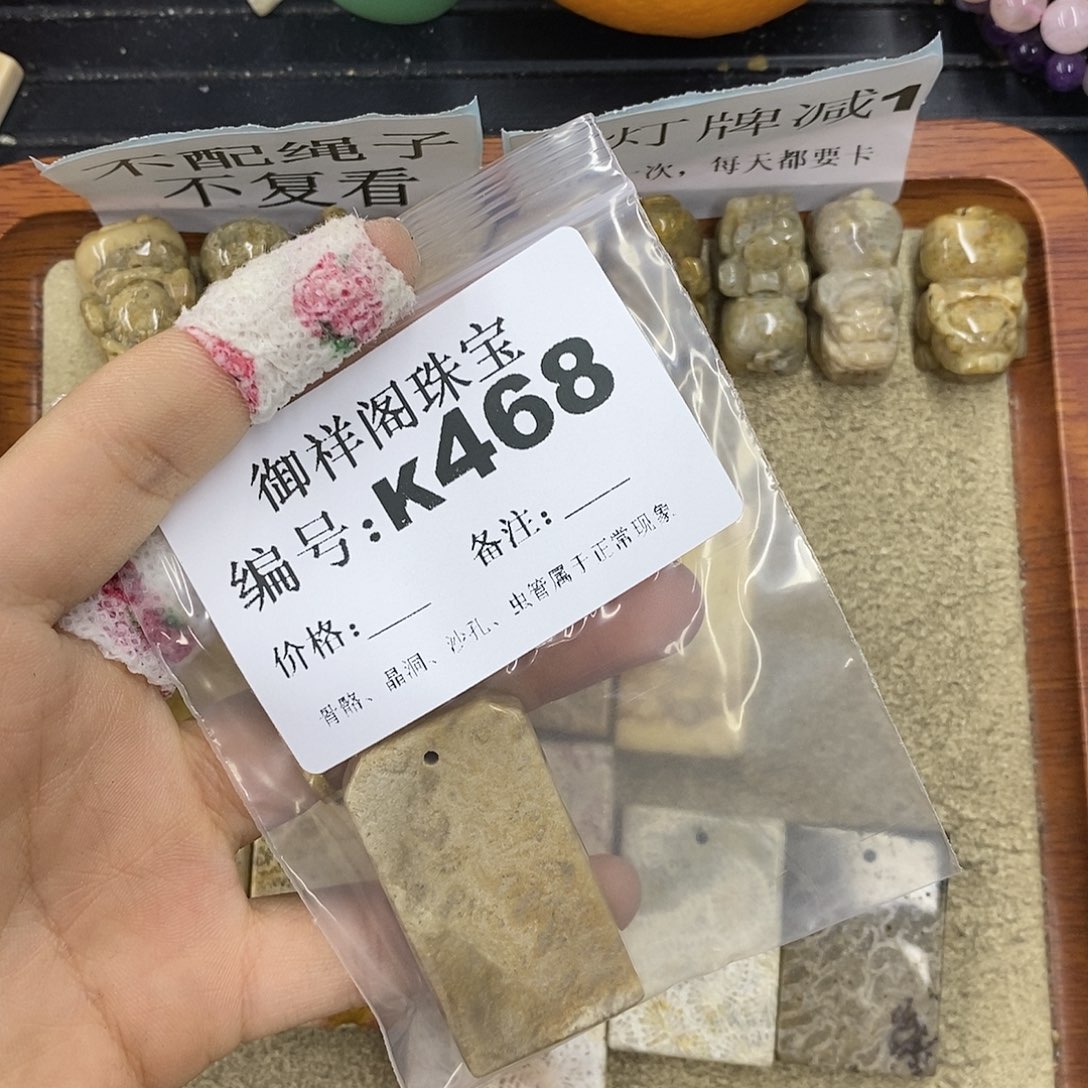 不配绳子
不复看
灯牌减1
次，每天都要卡
御祥阁珠宝
编号:K468
价格:___ 备注:___
骨骼、晶洞、沙孔、虫管属于正常现象